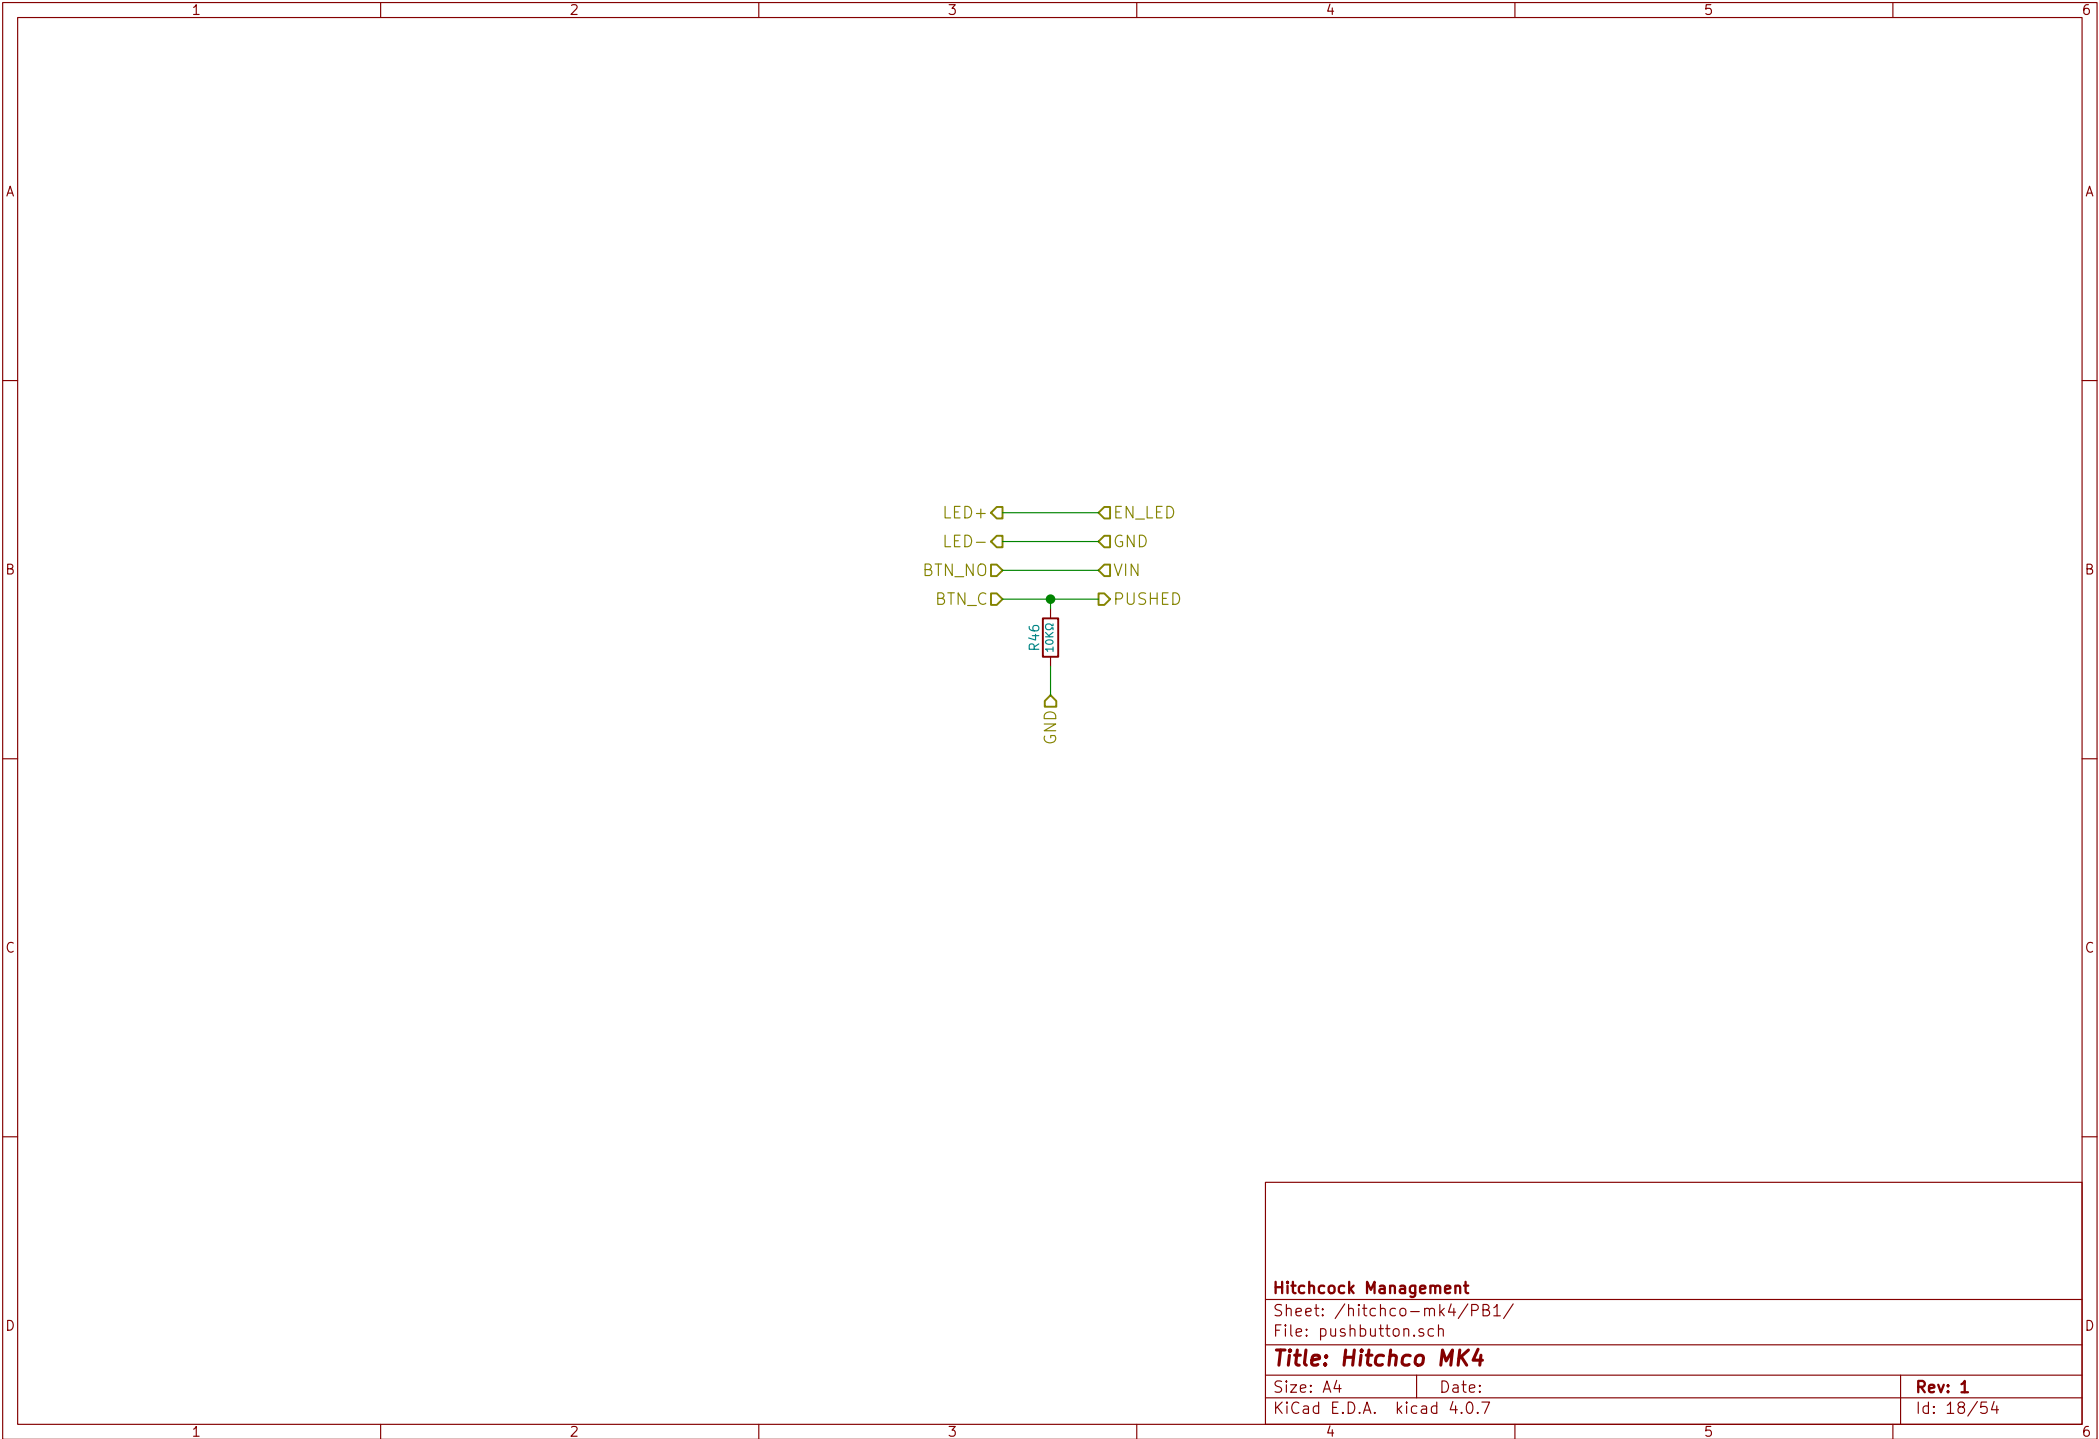 1 2 3 4 5 6
A A
LED+ EN_LED
LED- GND
BTN_NO VIN
B B
BTN_C PUSHED
R46
10KΩ
GND
C C
Hitchcock Management
Sheet: /hitchco-mk4/PB1/
D D
File: pushbutton.sch
Title: Hitchco MK4
Size: A4 Date: Rev: 1
KiCad E.D.A. kicad 4.0.7 Id: 18/54
1 2 3 4 5 6